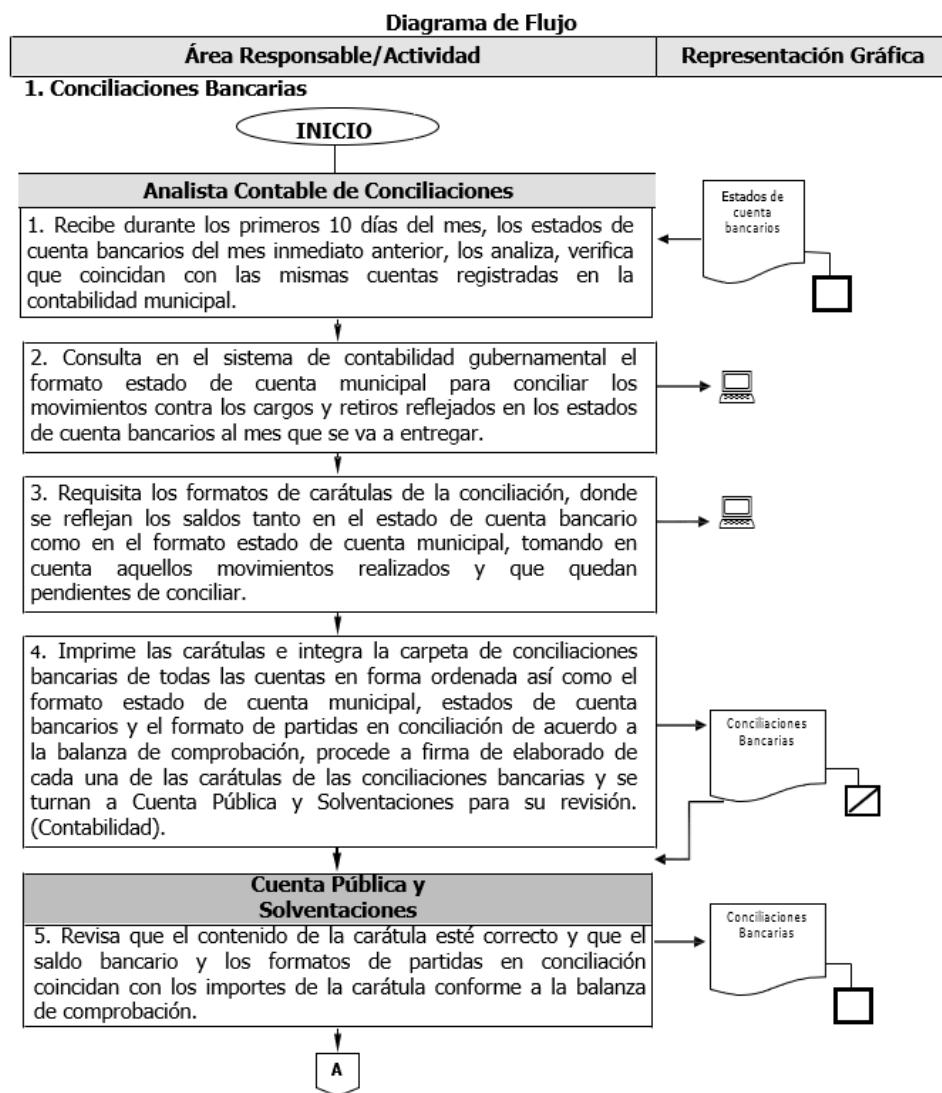 Diagrama de Flujo
Área Responsable/Actividad
Representación Gráfica
1. Conciliaciones Bancarias
INICIO
Analista Contable de Conciliaciones
1. Recibe durante los primeros 10 días del mes, los estados de
cuenta bancarios del mes inmediato anterior, los analiza, verifica
que coincidan con las mismas cuentas registradas en la
contabilidad municipal.
Estados de
cuenta
bancarios
2. Consulta en el sistema de contabilidad gubernamental el
formato estado de cuenta municipal para conciliar los
movimientos contra los cargos y retiros reflejados en los estados
de cuenta bancarios al mes que se va a entregar.
3. Requisita los formatos de carátulas de la conciliación, donde
se reflejan los saldos tanto en el estado de cuenta bancario
como en el formato estado de cuenta municipal, tomando en
cuenta aquellos movimientos realizados y que quedan
pendientes de conciliar.
4. Imprime las carátulas e integra la carpeta de conciliaciones
bancarias de todas las cuentas en forma ordenada así como el
formato estado de cuenta municipal, estados de cuenta
bancarios y el formato de partidas en conciliación de acuerdo a
la balanza de comprobación, procede a firma de elaborado de
cada una de las carátulas de las conciliaciones bancarias y se
turnan a Cuenta Pública y Solventaciones para su revisión.
(Contabilidad).
Conciliaciones
Bancarias
Cuenta Pública y
Solventaciones
5. Revisa que el contenido de la carátula esté correcto y que el
saldo bancario y los formatos de partidas en conciliación
coincidan con los importes de la carátula conforme a la balanza
de comprobación.
Conciliaciones
Bancarias
A